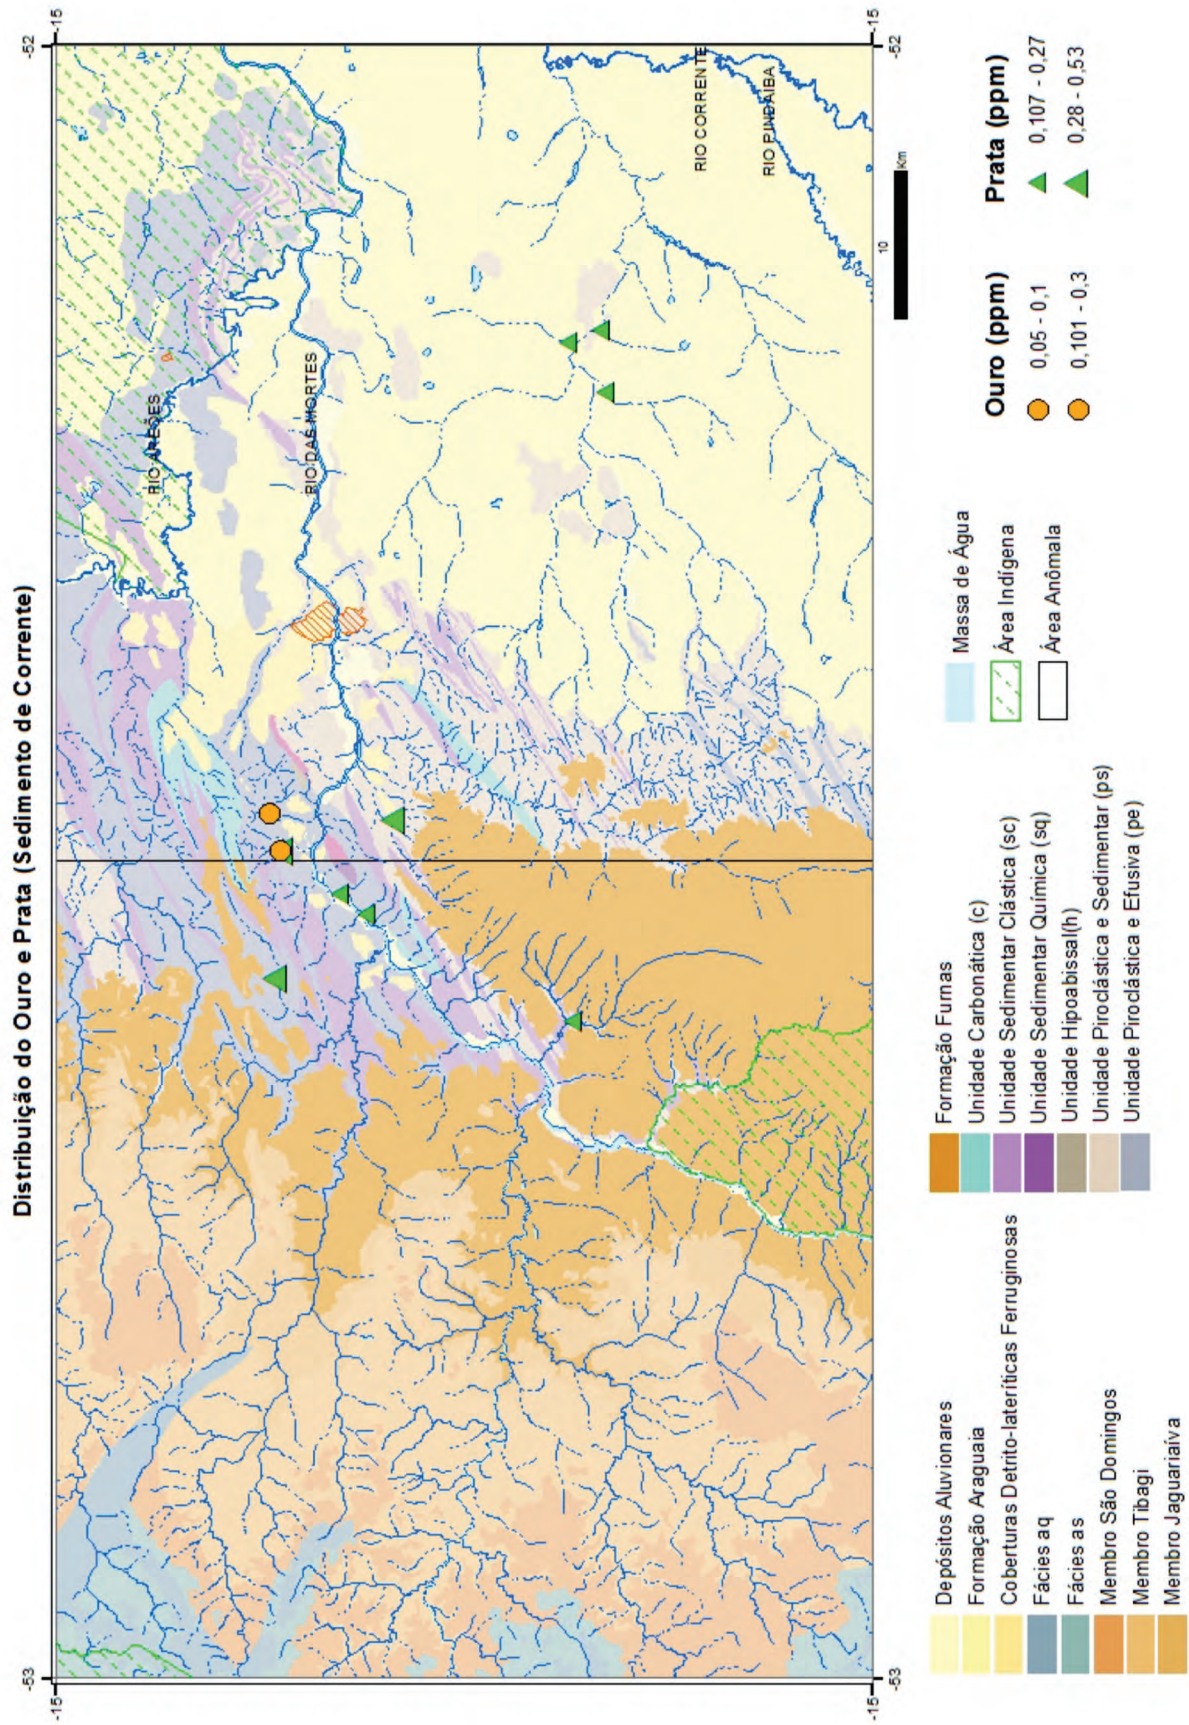 Distribuição do Ouro e Prata (Sedimento de Corrente)
-53
-52
-15
-15
RIO AREÕES
RIO DAS MORTES
RIO CORRENTE
RIO PINDAIBA
-15
-15
-53
-52
10
Km
Depósitos Aluvionares
Formação Araguaia
Coberturas Detrito-lateríticas Ferruginosas
Fácies aq
Fácies as
Membro São Domingos
Membro Tibagi
Membro Jaguariaíva
Formação Furnas
Unidade Carbonática (c)
Unidade Sedimentar Clástica (sc)
Unidade Sedimentar Química (sq)
Unidade Hipoabissal(h)
Unidade Piroclástica e Sedimentar (ps)
Unidade Piroclástica e Efusiva (pe)
Massa de Água
Área Indígena
Área Anômala
Ouro (ppm)
0,05 - 0,1
0,101 - 0,3
Prata (ppm)
0,107 - 0,27
0,28 - 0,53